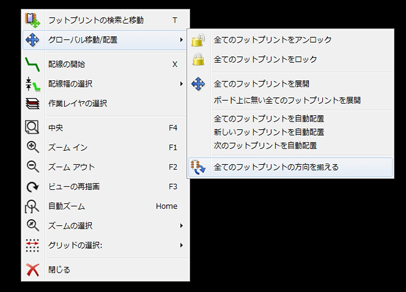 フットプリントの検索と移動 T
グローバル移動/配置
配線の開始 X
配線幅の選択
作業レイヤの選択
中央 F4
ズーム イン F1
ズーム アウト F2
ビューの再描画 F3
自動ズーム Home
ズームの選択
グリッドの選択:
閉じる
全てのフットプリントをアンロック
全てのフットプリントをロック
全てのフットプリントを展開
ボード上に無い全てのフットプリントを展開
全てのフットプリントを自動配置
新しいフットプリントを自動配置
次のフットプリントを自動配置
全てのフットプリントの方向を揃える